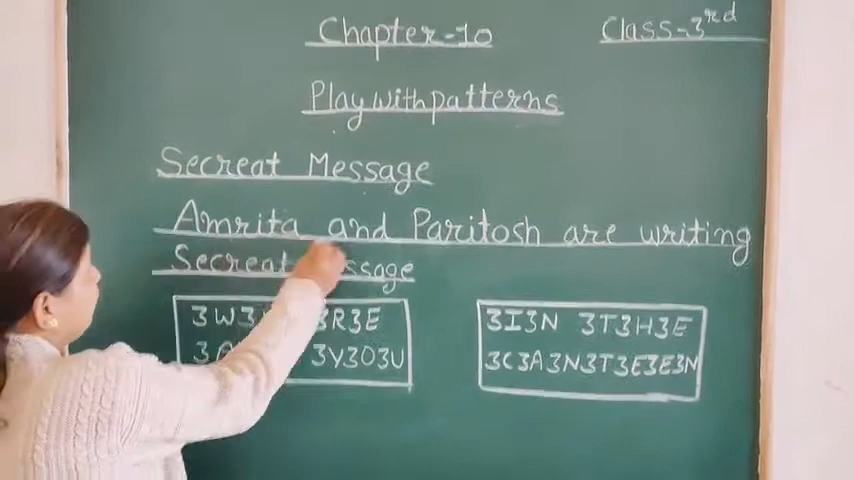 Chapter-10
Class-3rd
Play with patterns
Secreat Message
Amrita and Paritosh are writing
Secreat
3W3 3R3E
3Y3O3U
3I3N 3T3H3E
3C3A3N3T3E3E3N